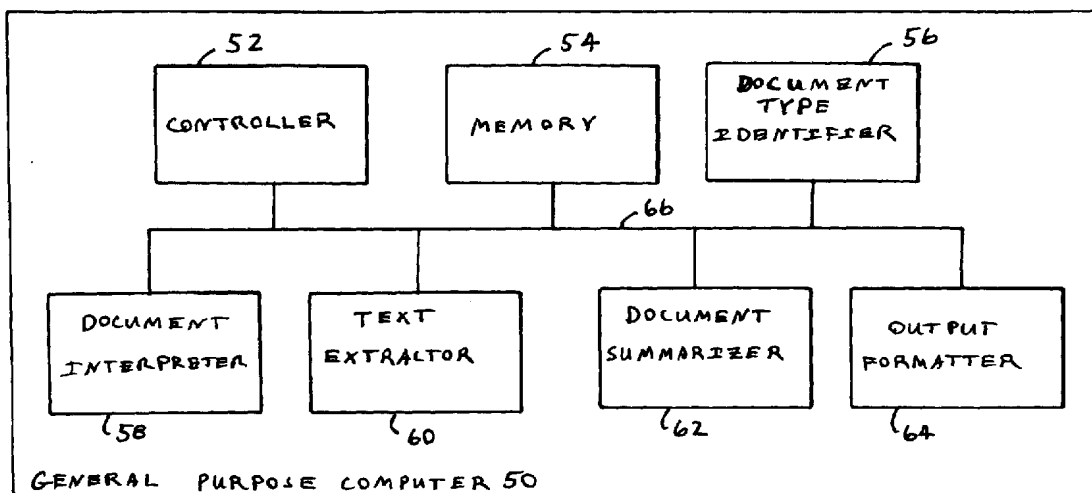 52
54
56
CONTROLLER
MEMORY
DOCUMENT
TYPE
IDENTIFIER
66
DOCUMENT
INTERPRETER
TEXT
EXTRACTOR
DOCUMENT
SUMMARIZER
OUTPUT
FORMATTER
58
60
62
64
GENERAL PURPOSE COMPUTER 50